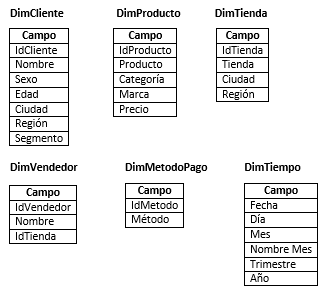 DimCliente
Campo
IdCliente
Nombre
Sexo
Edad
Ciudad
Región
Segmento
DimProducto
Campo
IdProducto
Producto
Categoría
Marca
Precio
DimTienda
Campo
IdTienda
Tienda
Ciudad
Región
DimVendedor
Campo
IdVendedor
Nombre
IdTienda
DimMetodoPago
Campo
IdMetodo
Método
DimTiempo
Campo
Fecha
Día
Mes
Nombre Mes
Trimestre
Año